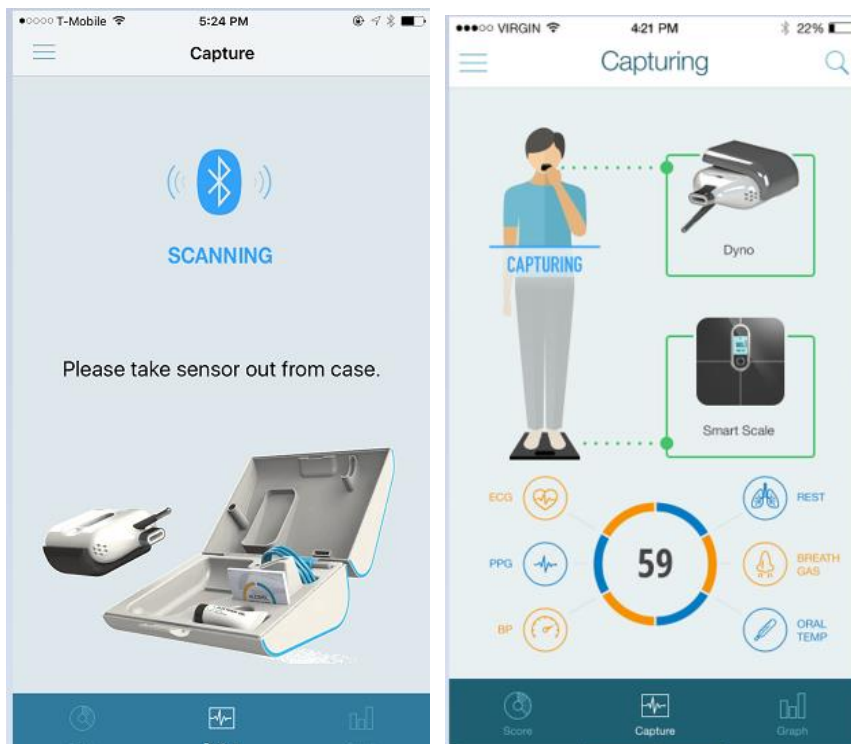 T-Mobile 5:24 PM
Capture
SCANNING
Please take sensor out from case.
VIRGIN 4:21 PM 22%
Capturing
CAPTURING
Dyno
Smart Scale
ECG
REST
PPG
59
BREATH
GAS
BP
ORAL
TEMP
Score
Capture
Graph